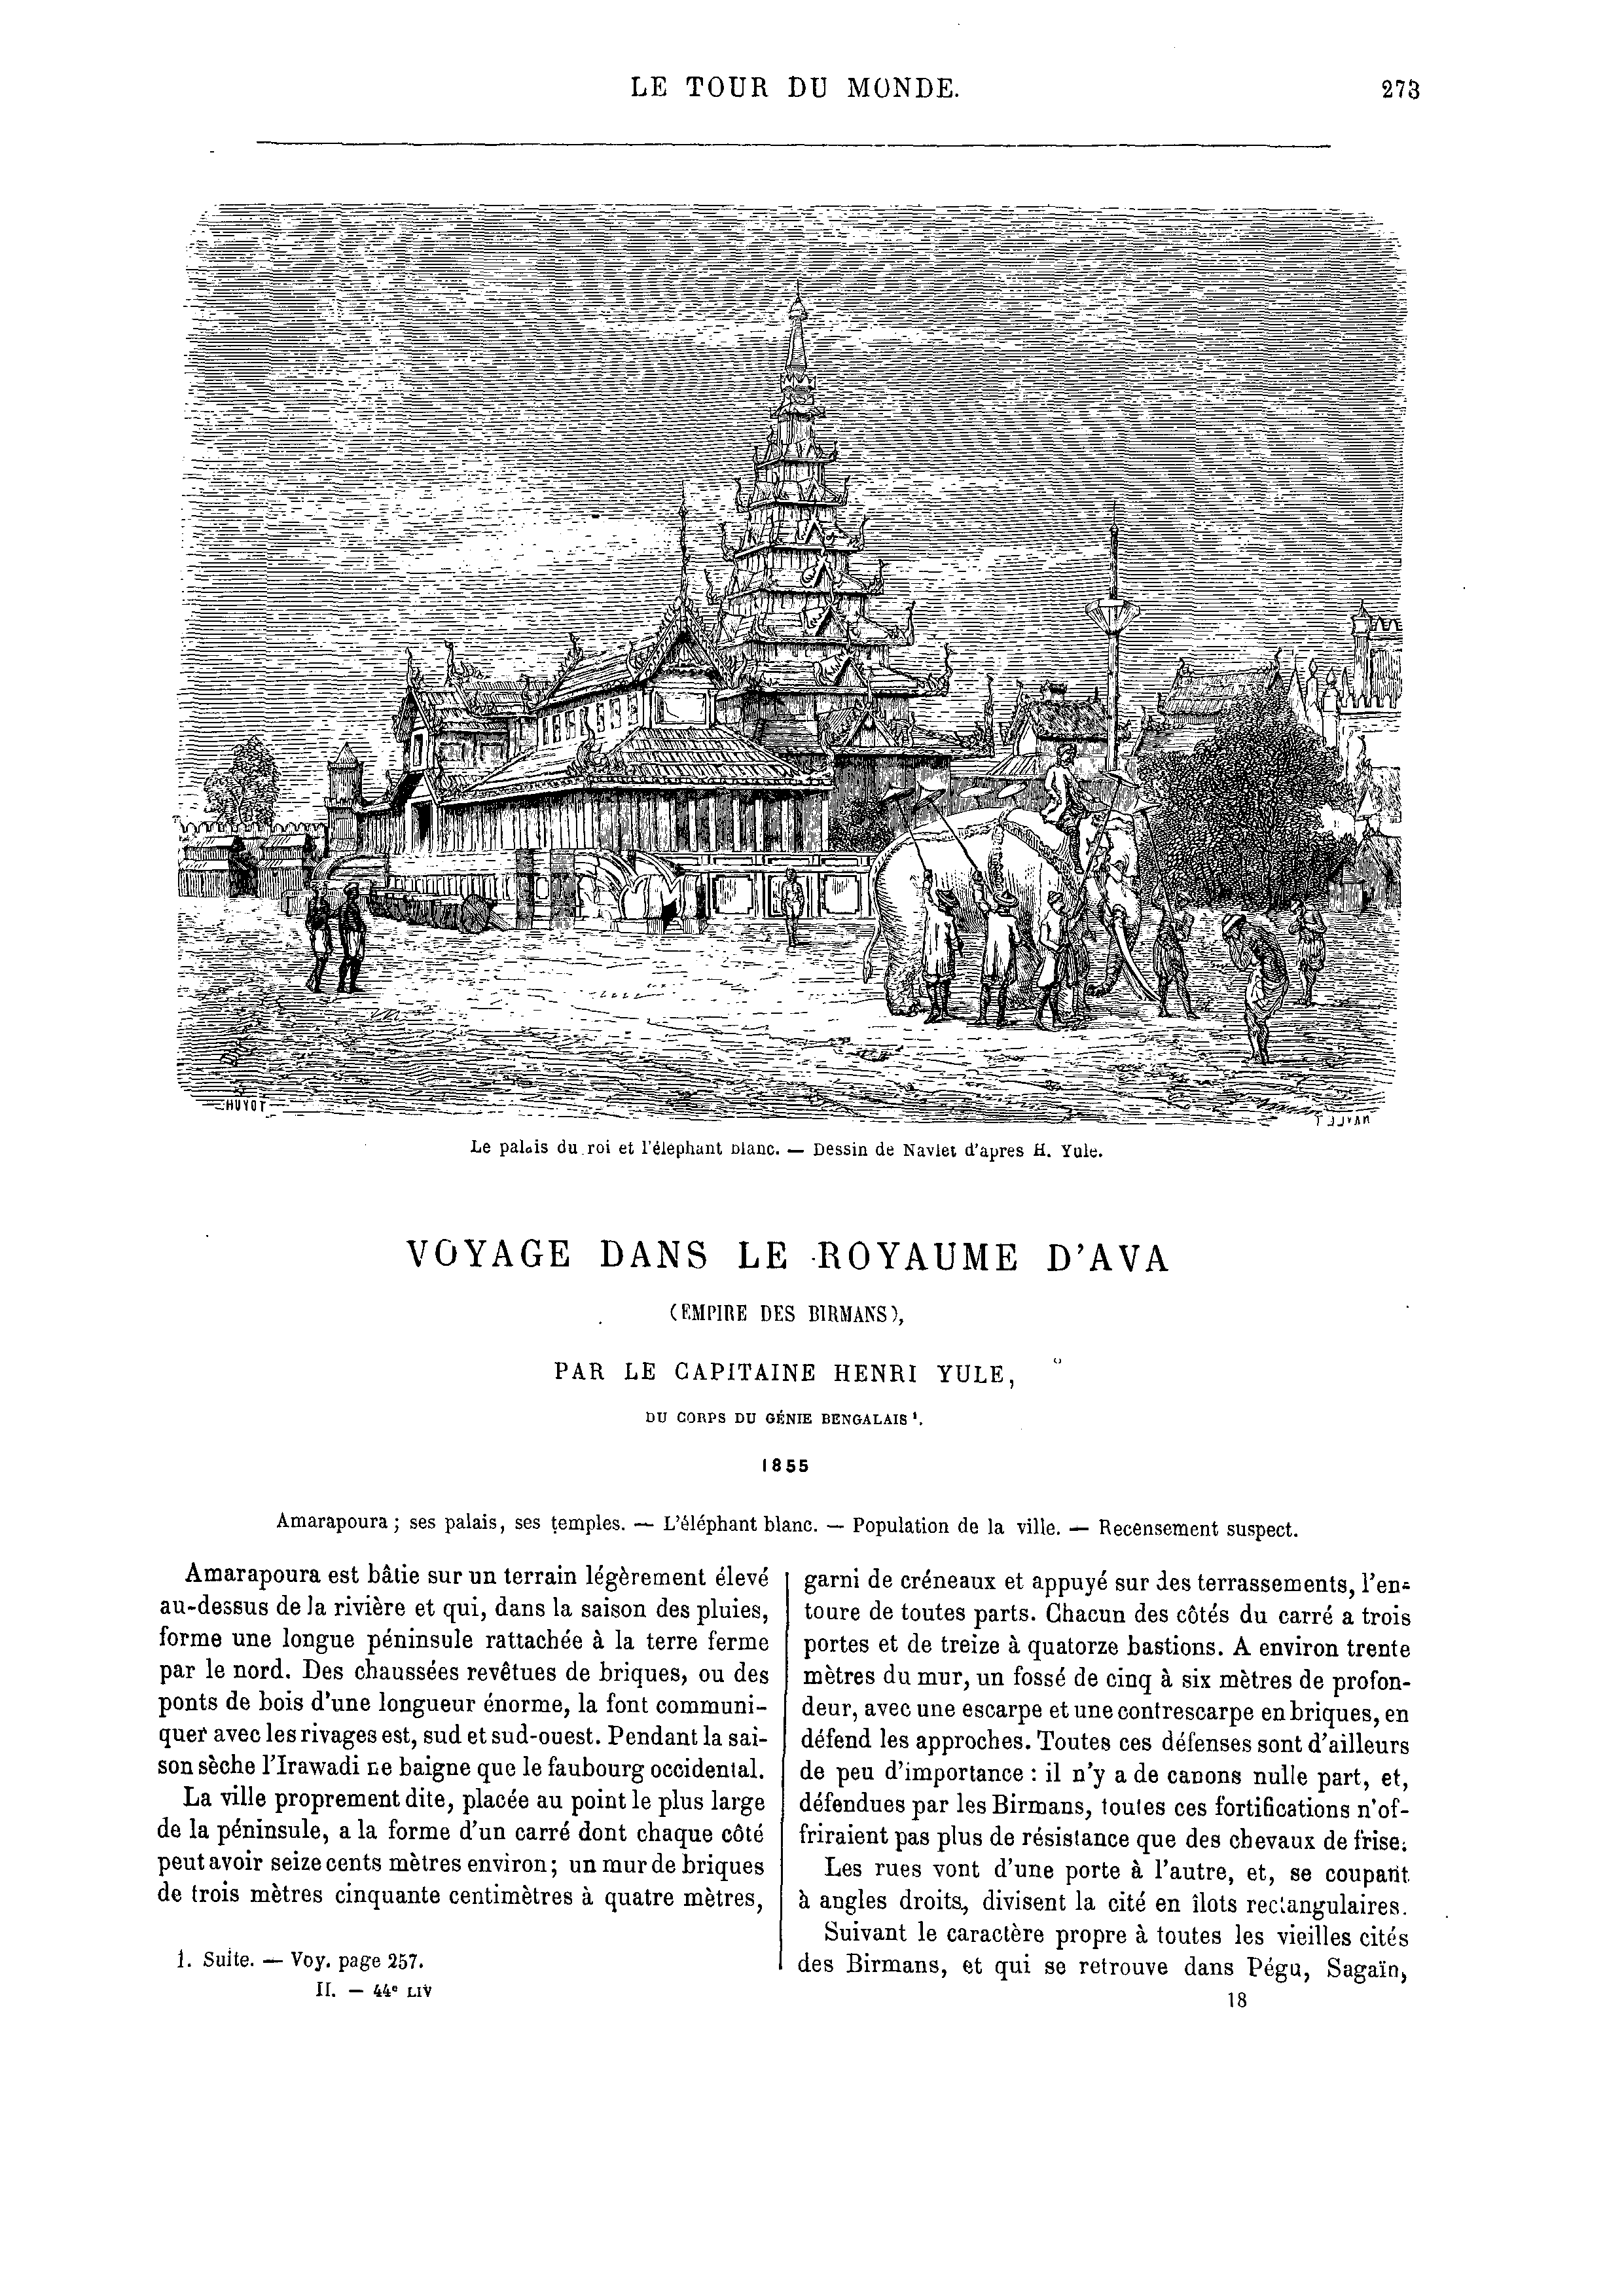 LE TOUR DU MONDE.
273
HUYOT
Le palais du roi et l'éléphant blanc. — Dessin de Navlet d'après H. Yule.
VOYAGE DANS LE ROYAUME D'AVA
(EMPIRE DES BIRMANS),
PAR LE CAPITAINE HENRI YULE,
DU CORPS DU GÉNIE BENGALAIS¹.
1855
Amarapoura ; ses palais, ses temples. — L'éléphant blanc. — Population de la ville. — Recensement suspect.
Amarapoura est bâtie sur un terrain légèrement élevé
au-dessus de la rivière et qui, dans la saison des pluies,
forme une longue péninsule rattachée à la terre ferme
par le nord. Des chaussées revêtues de briques, ou des
ponts de bois d'une longueur énorme, la font communi-
quer avec les rivages est, sud et sud-ouest. Pendant la sai-
son sèche l'Irawadi ne baigne que le faubourg occidental.
La ville proprement dite, placée au point le plus large
de la péninsule, a la forme d'un carré dont chaque côté
peut avoir seize cents mètres environ ; un mur de briques
de trois mètres cinquante centimètres à quatre mètres,
1. Suite. — Voy. page 257.
II. — 44e LIV
garni de créneaux et appuyé sur des terrassements, l'en-
toure de toutes parts. Chacun des côtés du carré a trois
portes et de treize à quatorze bastions. A environ trente
mètres du mur, un fossé de cinq à six mètres de profon-
deur, avec une escarpe et une contrescarpe en briques, en
défend les approches. Toutes ces défenses sont d'ailleurs
de peu d'importance : il n'y a de canons nulle part, et,
défendues par les Birmans, toutes ces fortifications n'of-
friraient pas plus de résistance que des chevaux de frise.
Les rues vont d'une porte à l'autre, et, se coupant
à angles droits, divisent la cité en îlots rectangulaires.
Suivant le caractère propre à toutes les vieilles cités
des Birmans, et qui se retrouve dans Pégu, Sagaïn,
18